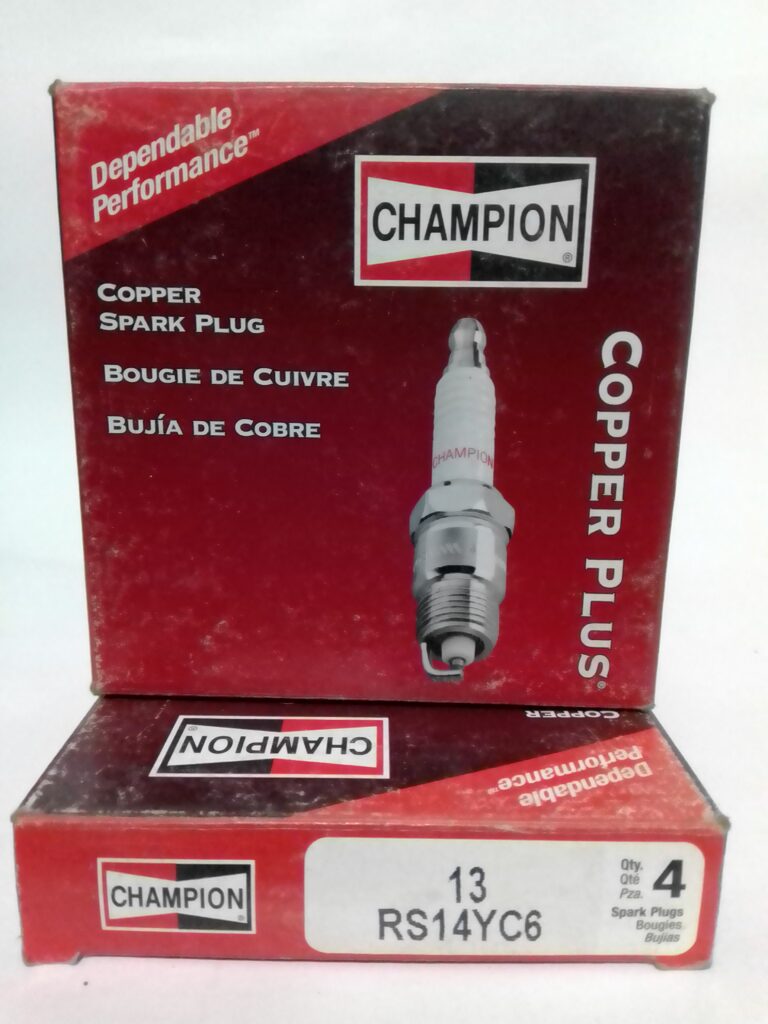 Dependable
Performance™
CHAMPION
®
COPPER
SPARK PLUG
BOUGIE DE CUIVRE
BUJÍA DE COBRE
CHAMPION
COPPER PLUS®
COPPER
CHAMPION
®
Dependable
Performance™
CHAMPION
®
13
RS14YC6
Qty.
Qté
Pza.
4
Spark Plugs
Bougies
Bujías